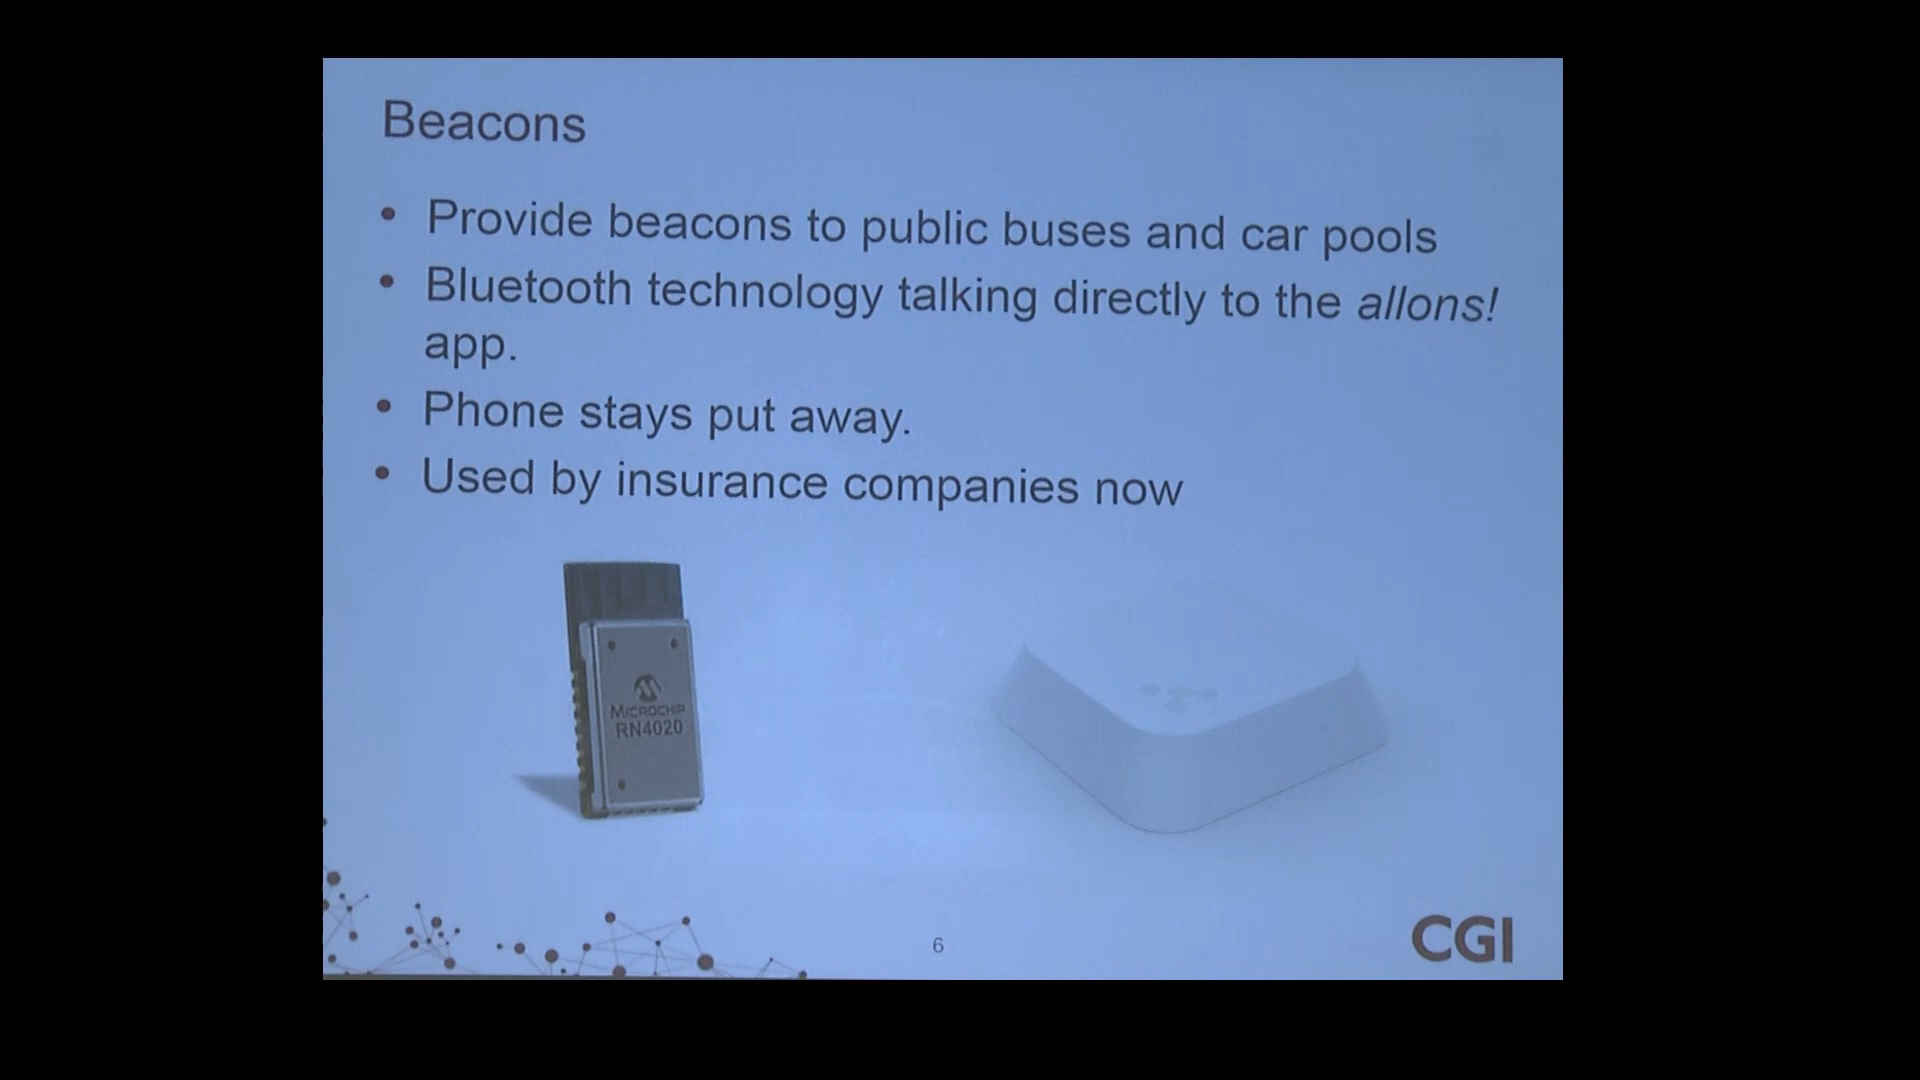 Beacons
• Provide beacons to public buses and car pools
• Bluetooth technology talking directly to the allons!
app.
• Phone stays put away.
• Used by insurance companies now
MICROCHIP
RN4020
6
CGI